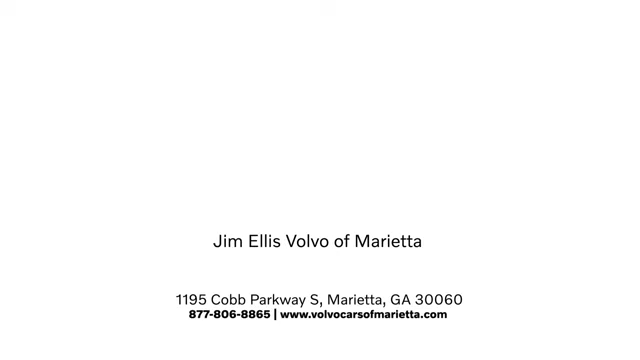 Jim Ellis Volvo of Marietta
1195 Cobb Parkway S, Marietta, GA 30060
877-806-8865 | www.volvocarsofmarietta.com